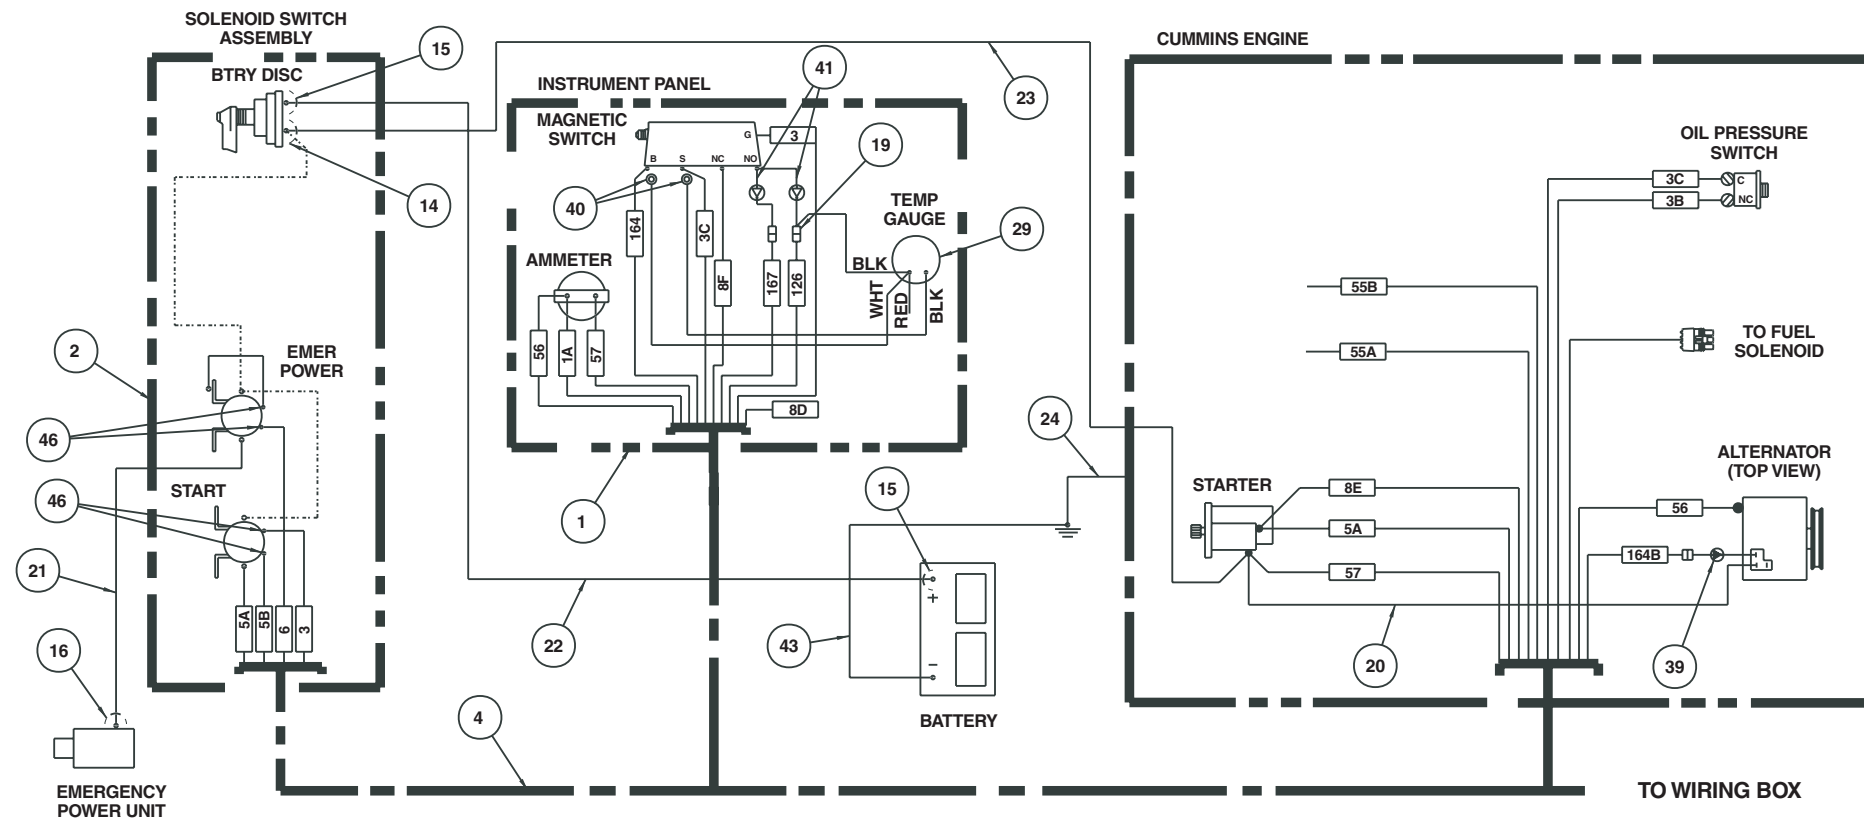 SOLENOID SWITCH
ASSEMBLY
BTRY DISC
15
14
2
EMER
POWER
46
START
46
21
5A
5B
6
3
16
EMERGENCY
POWER UNIT
4
INSTRUMENT PANEL
MAGNETIC
SWITCH
41
23
G
3
B
S
NC
NO
19
40
164
3C
8F
167
126
TEMP
GAUGE
29
BLK
WHT
RED
BLK
AMMETER
56
1A
57
8D
1
22
15
+
−
43
BATTERY
24
CUMMINS ENGINE
OIL PRESSURE
SWITCH
3C
C
3B
NC
55B
55A
TO FUEL
SOLENOID
STARTER
8E
5A
57
ALTERNATOR
(TOP VIEW)
56
164B
20
39
TO WIRING BOX